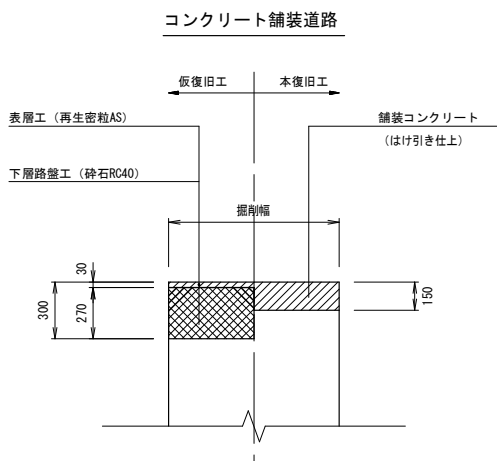 コンクリート舗装道路
仮復旧工
本復旧工
表層工（再生密粒AS）
舗装コンクリート
（はけ引き仕上）
下層路盤工（砕石RC40）
掘削幅
30
300
270
150